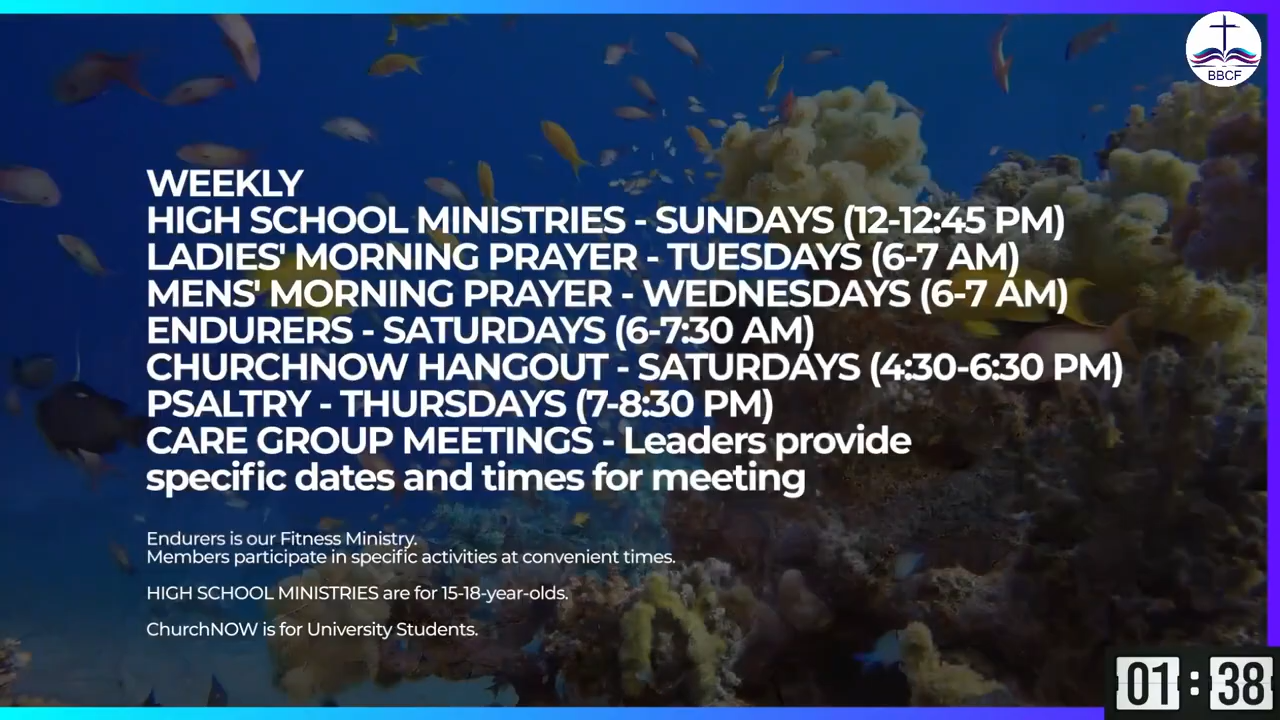 BBCF
WEEKLY
HIGH SCHOOL MINISTRIES - SUNDAYS (12-12:45 PM)
LADIES' MORNING PRAYER - TUESDAYS (6-7 AM)
MENS' MORNING PRAYER - WEDNESDAYS (6-7 AM)
ENDURERS - SATURDAYS (6-7:30 AM)
CHURCHNOW HANGOUT - SATURDAYS (4:30-6:30 PM)
PSALTRY - THURSDAYS (7-8:30 PM)
CARE GROUP MEETINGS - Leaders provide
specific dates and times for meeting
Endurers is our Fitness Ministry.
Members participate in specific activities at convenient times.
HIGH SCHOOL MINISTRIES are for 15-18-year-olds.
ChurchNOW is for University Students.
01:38